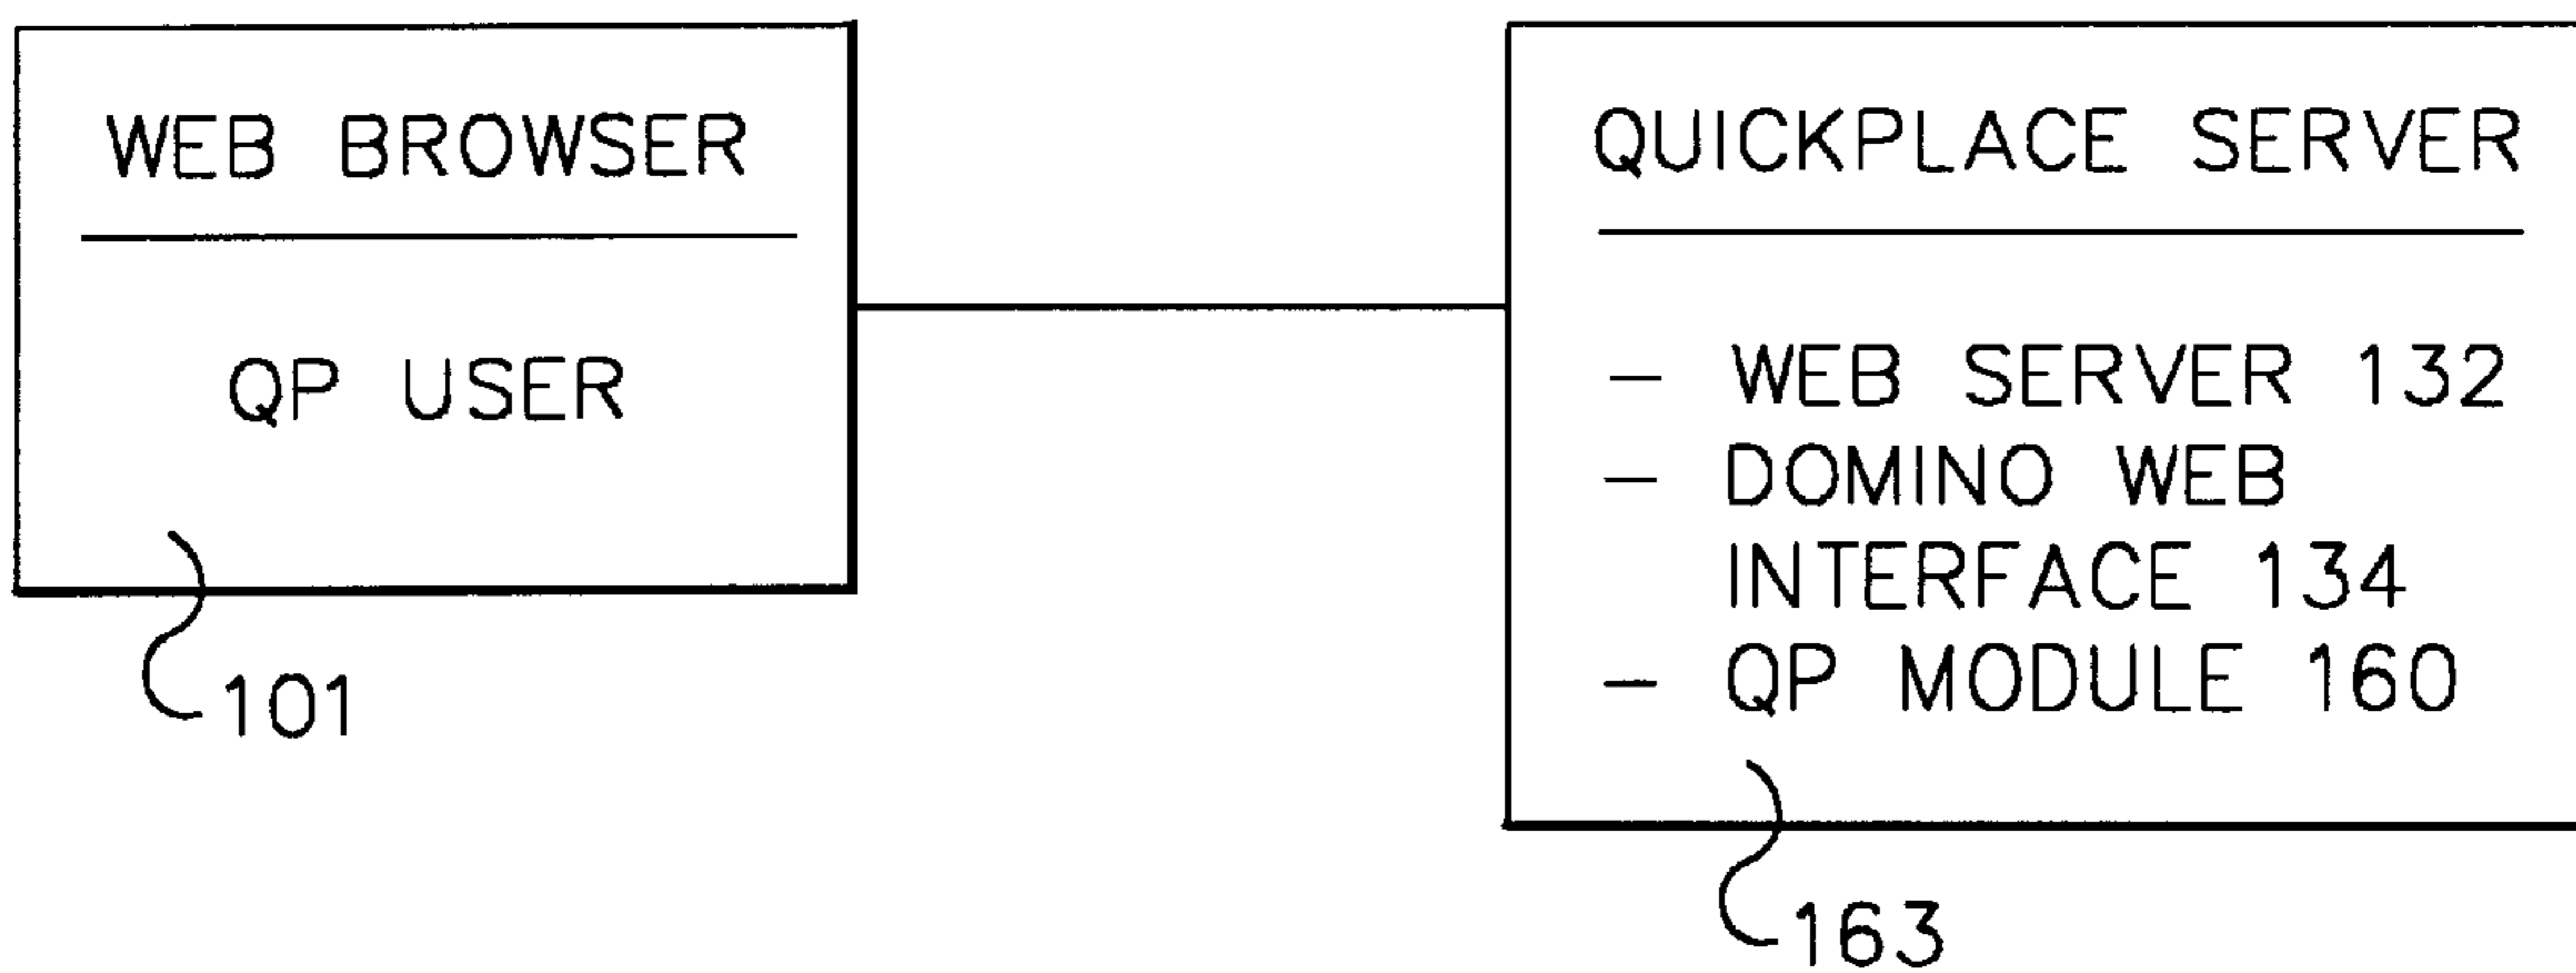 WEB BROWSER
QP USER
101
QUICKPLACE SERVER
– WEB SERVER 132
– DOMINO WEB
INTERFACE 134
– QP MODULE 160
163